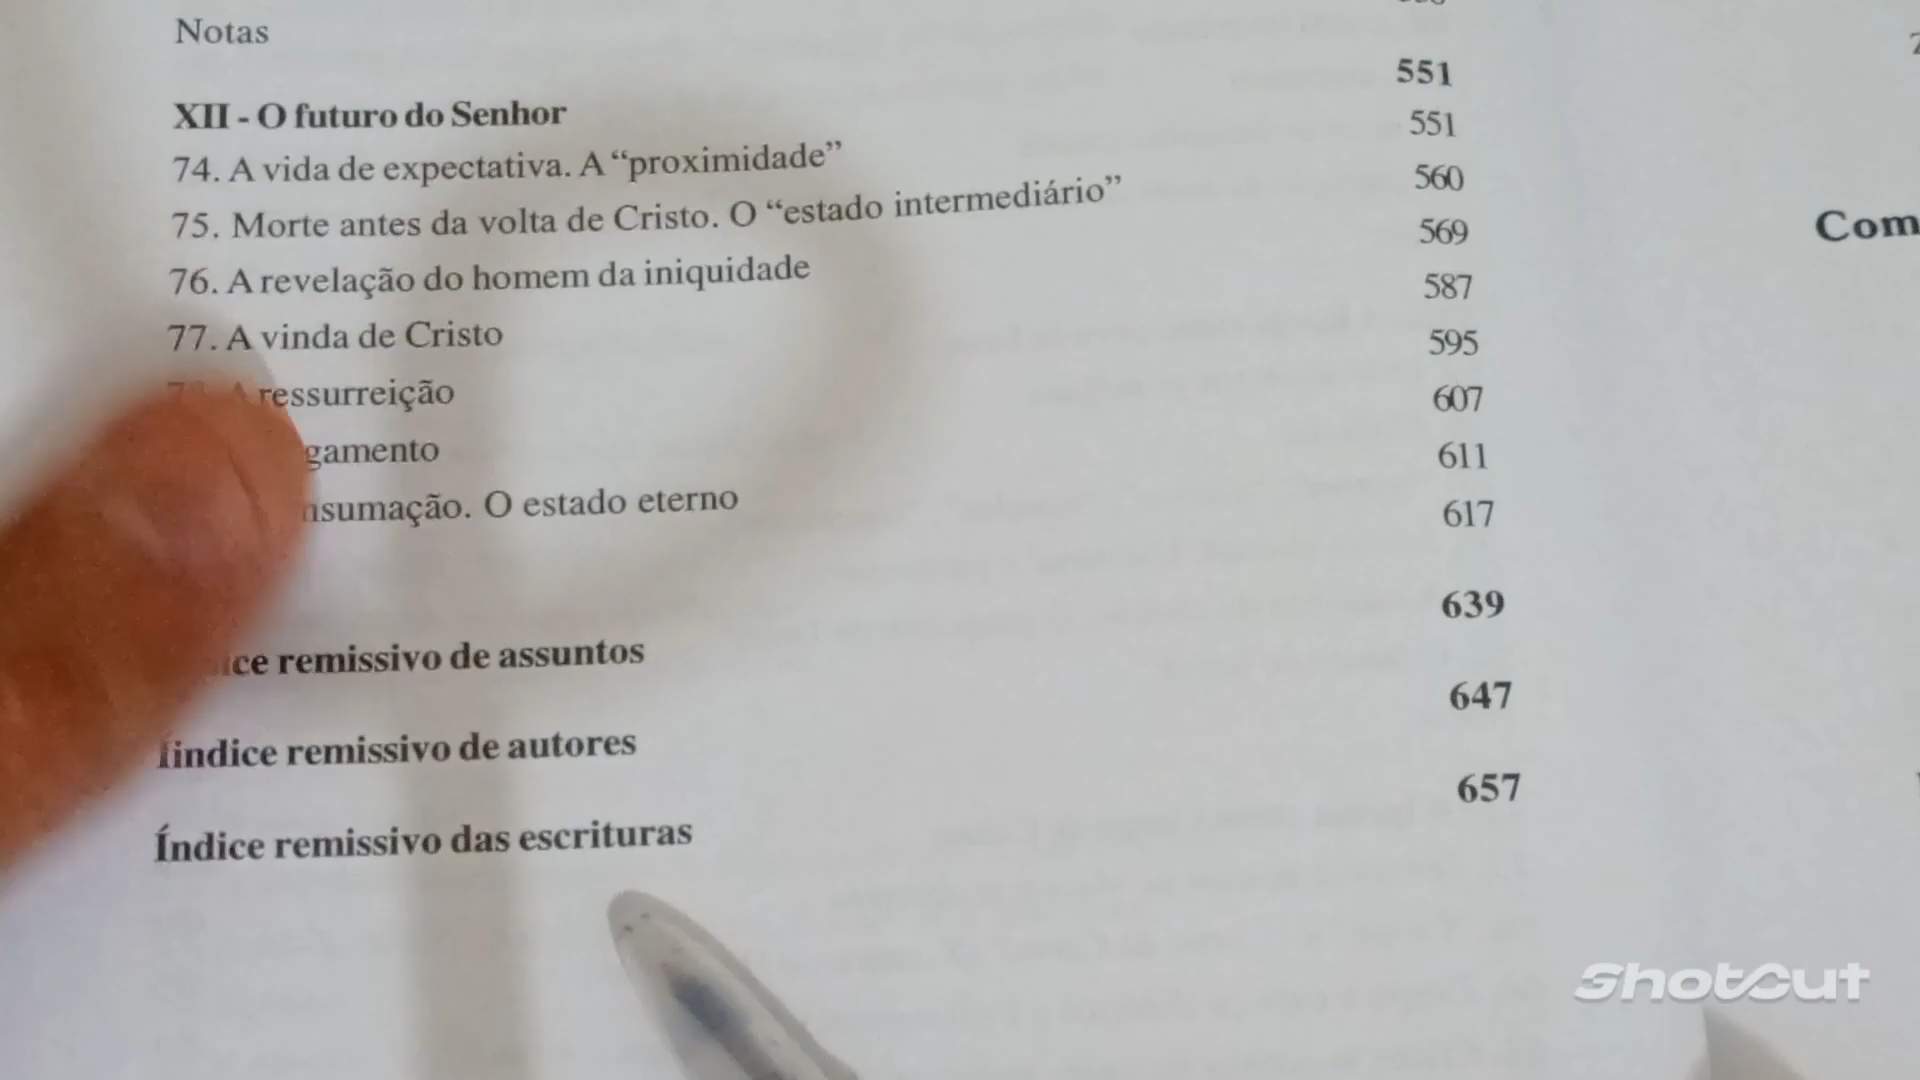 Notas
XII - O futuro do Senhor 551
74. A vida de expectativa. A “proximidade” 551
75. Morte antes da volta de Cristo. O “estado intermediário” 560
76. A revelação do homem da iniquidade 569
77. A vinda de Cristo 587
ressurreição 595
gamento 607
nsumação. O estado eterno 611
617
ce remissivo de assuntos 639
Íindice remissivo de autores 647
Índice remissivo das escrituras 657
Com
Shotcut